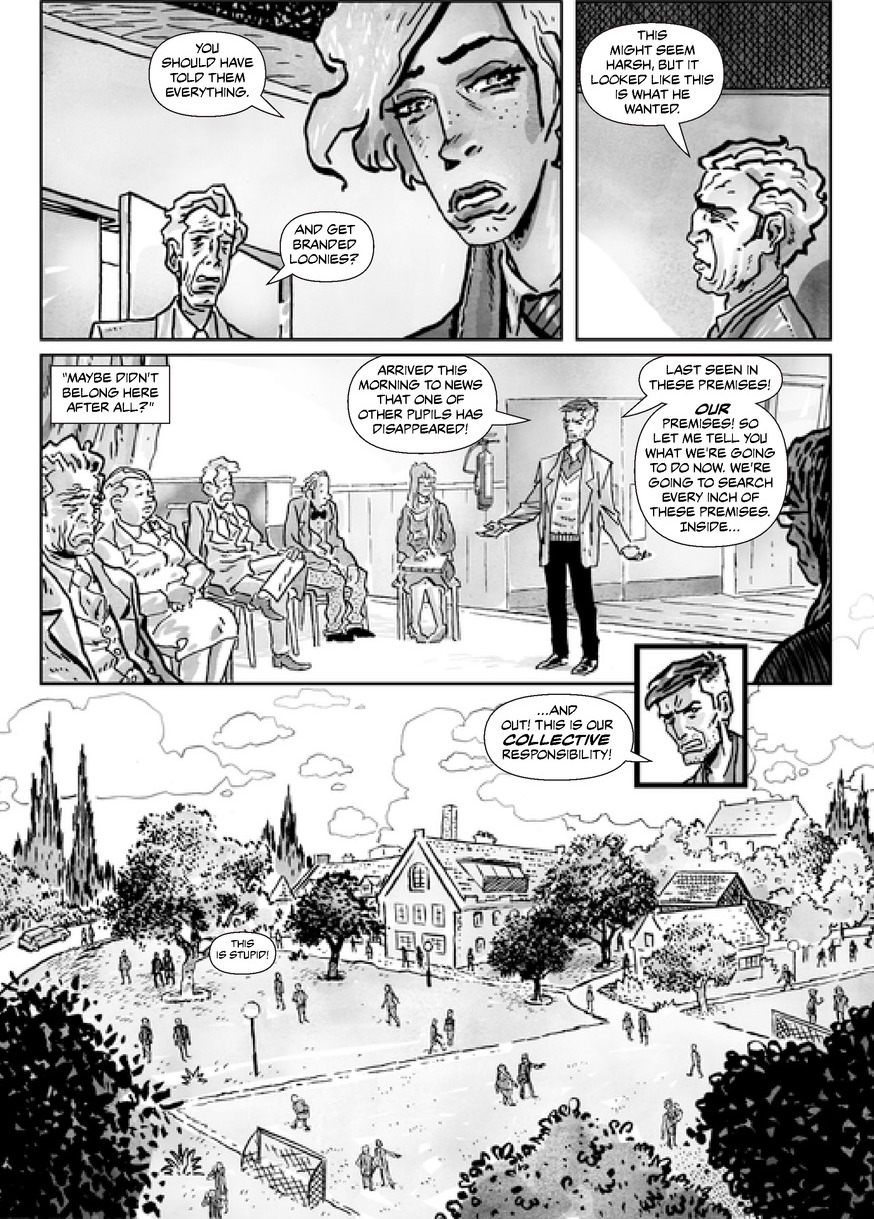 YOU
SHOULD HAVE
TOLD THEM
EVERYTHING.
AND GET
BRANDED
LOONIES?
THIS
MIGHT SEEM
HARSH, BUT IT
LOOKED LIKE THIS
IS WHAT HE
WANTED.
"MAYBE DIDN'T
BELONG HERE
AFTER ALL?"
ARRIVED THIS
MORNING TO NEWS
THAT ONE OF
OTHER PUPILS HAS
DISAPPEARED!
LAST SEEN IN
THESE PREMISES!
OUR
PREMISES! SO
LET ME TELL YOU
WHAT WE'RE GOING
TO DO NOW. WE'RE
GOING TO SEARCH
EVERY INCH OF
THESE PREMISES.
INSIDE...
...AND
OUT! THIS IS OUR
COLLECTIVE
RESPONSIBILITY!
THIS
IS STUPID!